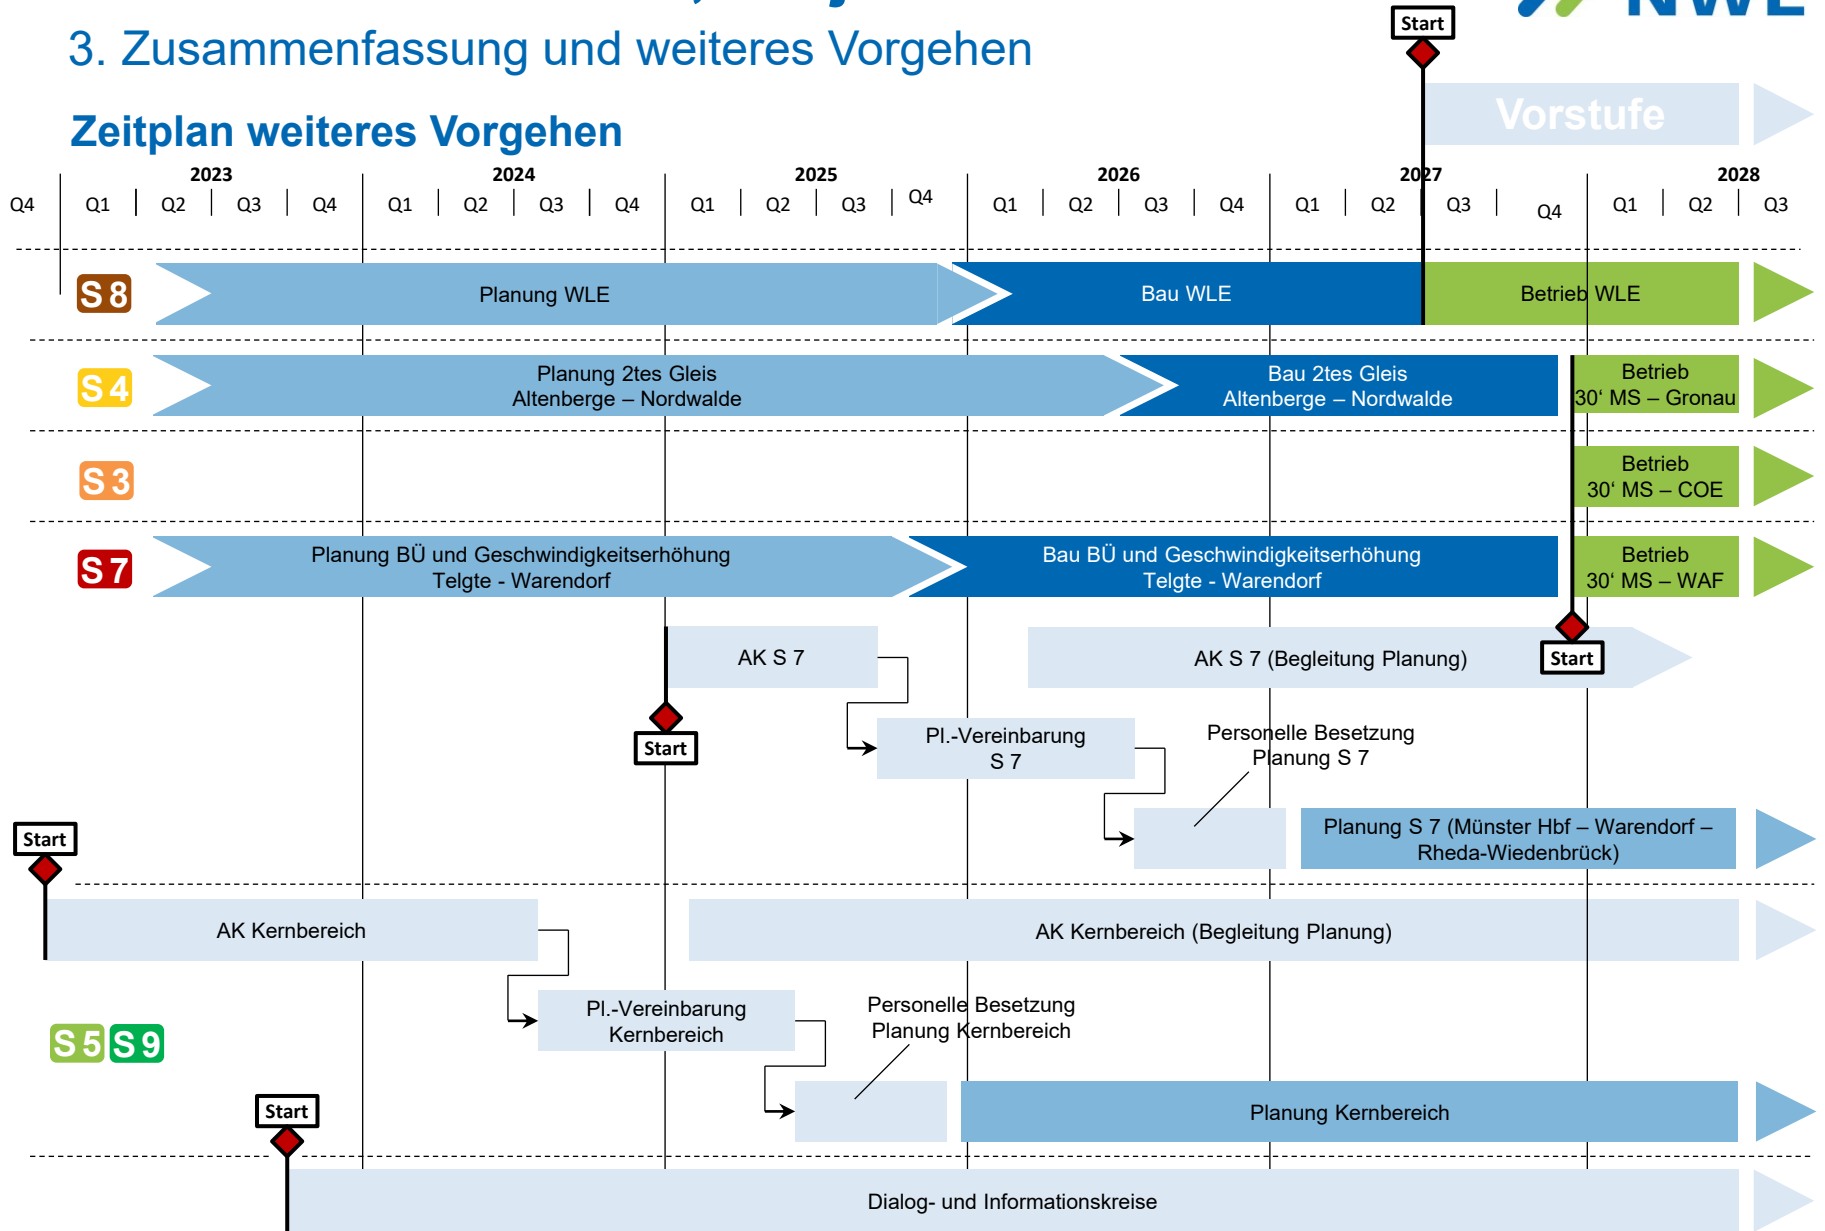 NWL
Start
3. Zusammenfassung und weiteres Vorgehen
Vorstufe
Zeitplan weiteres Vorgehen
2023 2024 2025 2026 2027 2028
Q4 Q1 Q2 Q3 Q4 Q1 Q2 Q3 Q4 Q1 Q2 Q3 Q4 Q1 Q2 Q3 Q4 Q1 Q2 Q3 Q4 Q1 Q2 Q3
S 8
Planung WLE
Bau WLE
Betrieb WLE
S 4
Planung 2tes Gleis
Altenberge – Nordwalde
Bau 2tes Gleis
Altenberge – Nordwalde
Betrieb
30‘ MS – Gronau
S 3
Betrieb
30‘ MS – COE
S 7
Planung BÜ und Geschwindigkeitserhöhung
Telgte - Warendorf
Bau BÜ und Geschwindigkeitserhöhung
Telgte - Warendorf
Betrieb
30‘ MS – WAF
AK S 7
AK S 7 (Begleitung Planung)
Start
Start
Pl.-Vereinbarung
S 7
Personelle Besetzung
Planung S 7
Planung S 7 (Münster Hbf – Warendorf –
Rheda-Wiedenbrück)
Start
AK Kernbereich
AK Kernbereich (Begleitung Planung)
S 5 S 9
Pl.-Vereinbarung
Kernbereich
Personelle Besetzung
Planung Kernbereich
Planung Kernbereich
Start
Dialog- und Informationskreise